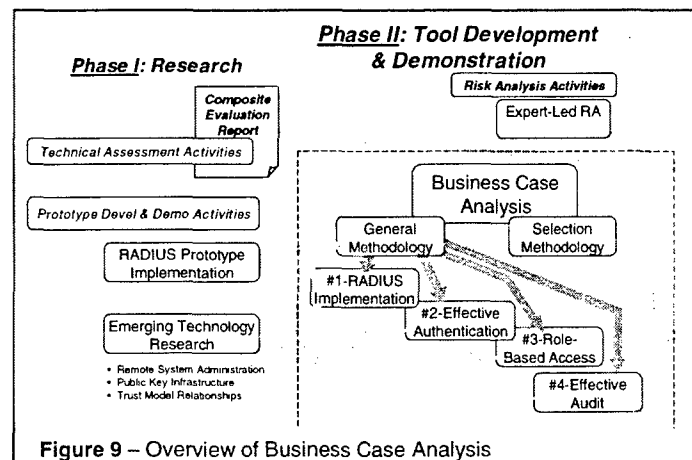 Phase I: Research
Composite
Evaluation
Report
Technical Assessment Activities
Prototype Devel & Demo Activities
RADIUS Prototype
Implementation
Emerging Technology
Research
• Remote System Administration
• Public Key Infrastructure
• Trust Model Relationships
Phase II: Tool Development
& Demonstration
Risk Analysis Activities
Expert-Led RA
Business Case
Analysis
General
Methodology
Selection
Methodology
#1-RADIUS
Implementation
#2-Effective
Authentication
#3-Role-
Based Access
#4-Effective
Audit
Figure 9 – Overview of Business Case Analysis